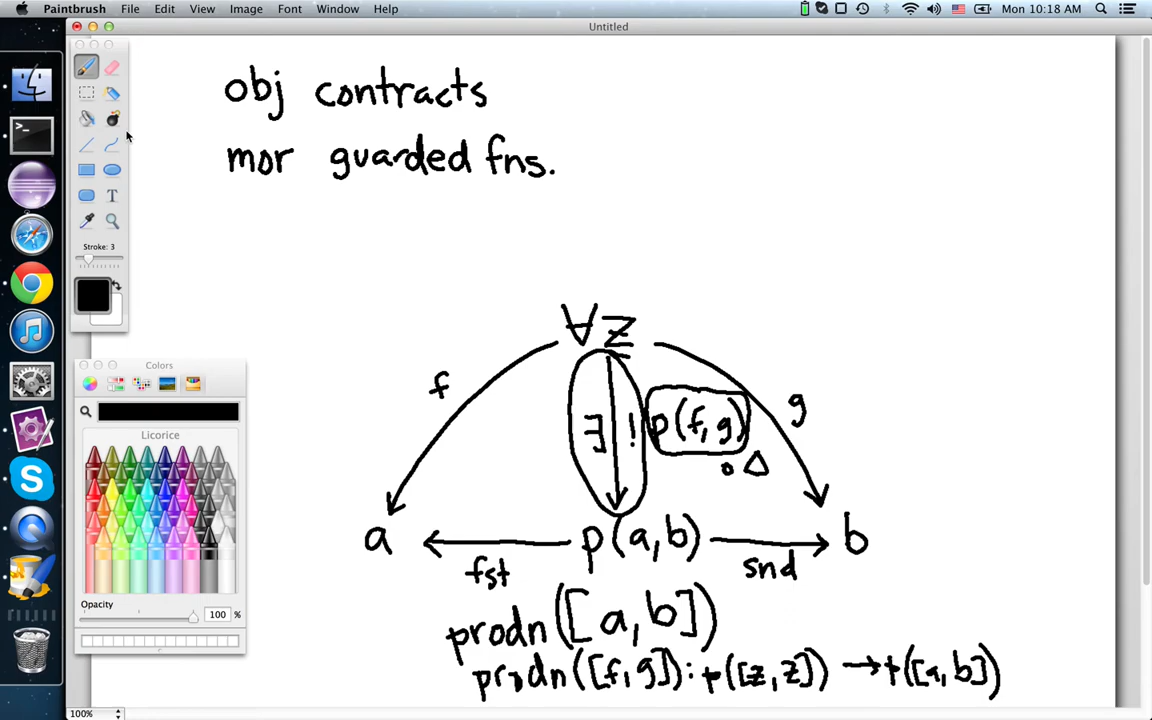 Paintbrush File Edit View Image Font Window Help Mon 10:18 AM
Untitled
obj contracts
mor guarded fns.
Stroke: 3
Colors
Licorice
Opacity
100 %
∀z
f
∃ !
p(f,g)
∘Δ
g
a
p(a,b)
b
fst
snd
prodn([a,b])
prodn([f,g]): p([z,z]) → p([a,b])
100%